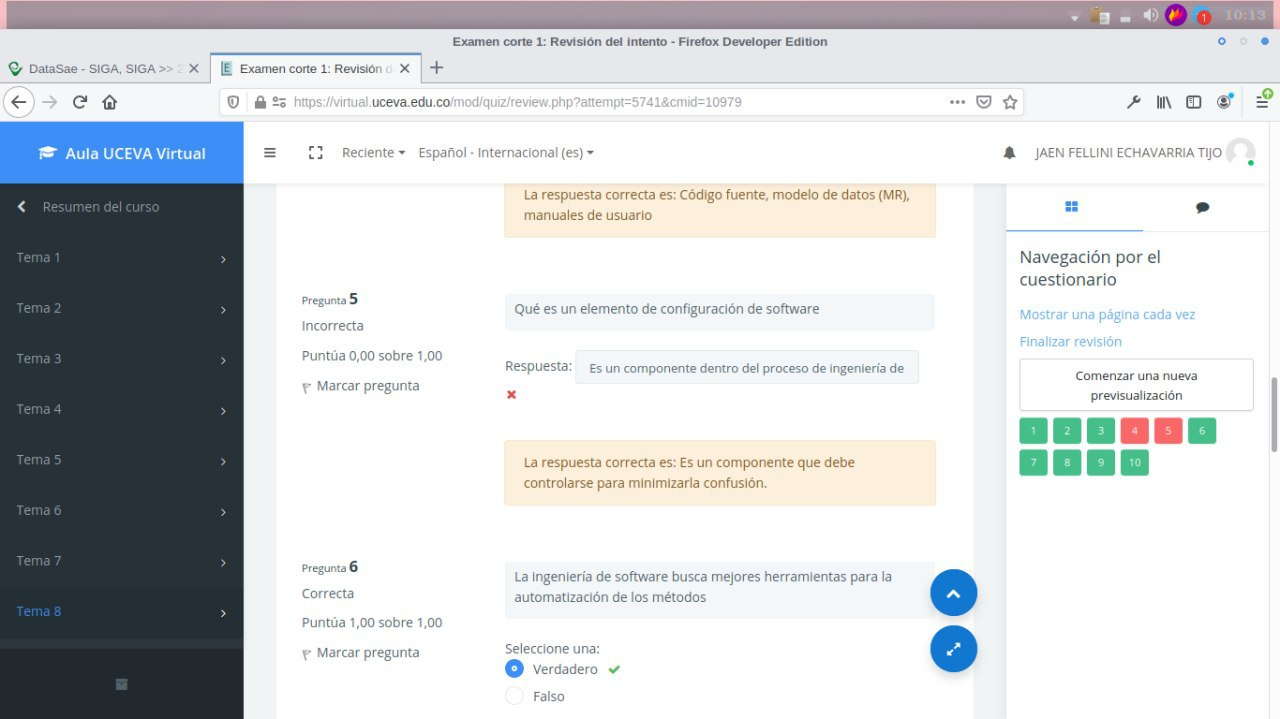 1 10:13
Examen corte 1: Revisión del intento - Firefox Developer Edition
DataSae - SIGA, SIGA >> 2
Examen corte 1: Revisión d
https://virtual.uceva.edu.co/mod/quiz/review.php?attempt=5741&cmid=10979
Aula UCEVA Virtual
Reciente
Español - Internacional (es)
JAEN FELLINI ECHAVARRIA TIJO
Resumen del curso
Tema 1
Tema 2
Tema 3
Tema 4
Tema 5
Tema 6
Tema 7
Tema 8
La respuesta correcta es: Código fuente, modelo de datos (MR),
manuales de usuario
Pregunta 5
Incorrecta
Puntúa 0,00 sobre 1,00
Marcar pregunta
Qué es un elemento de configuración de software
Respuesta: Es un componente dentro del proceso de ingeniería de
La respuesta correcta es: Es un componente que debe
controlarse para minimizarla confusión.
Pregunta 6
Correcta
Puntúa 1,00 sobre 1,00
Marcar pregunta
La ingeniería de software busca mejores herramientas para la
automatización de los métodos
Seleccione una:
Verdadero
Falso
Navegación por el
cuestionario
Mostrar una página cada vez
Finalizar revisión
Comenzar una nueva
previsualización
1 2 3 4 5 6
7 8 9 10